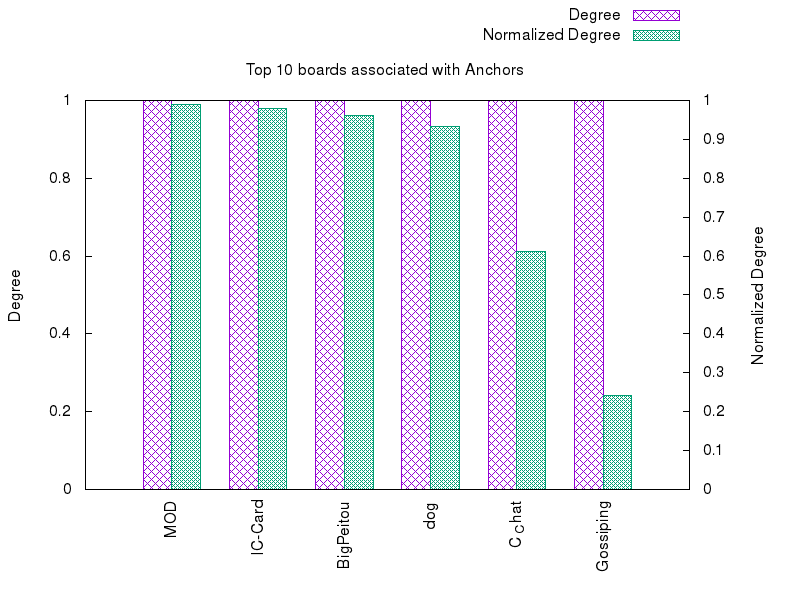 Degree
Normalized Degree
Top 10 boards associated with Anchors
1
0.8
0.6
0.4
0.2
0
Degree
1
0.9
0.8
0.7
0.6
0.5
0.4
0.3
0.2
0.1
0
Normalized Degree
MOD
IC-Card
BigPeitou
dog
C Chat
Gossiping